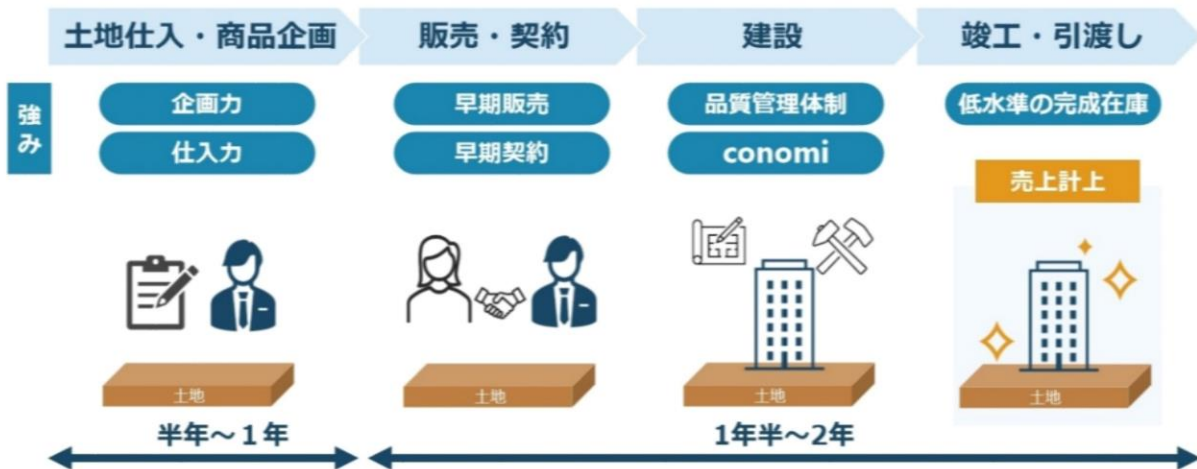 土地仕入・商品企画
販売・契約
建設
竣工・引渡し
強み
企画力
早期販売
品質管理体制
低水準の完成在庫
仕入力
早期契約
conomi
売上計上
土地
土地
土地
土地
半年～１年
1年半～2年